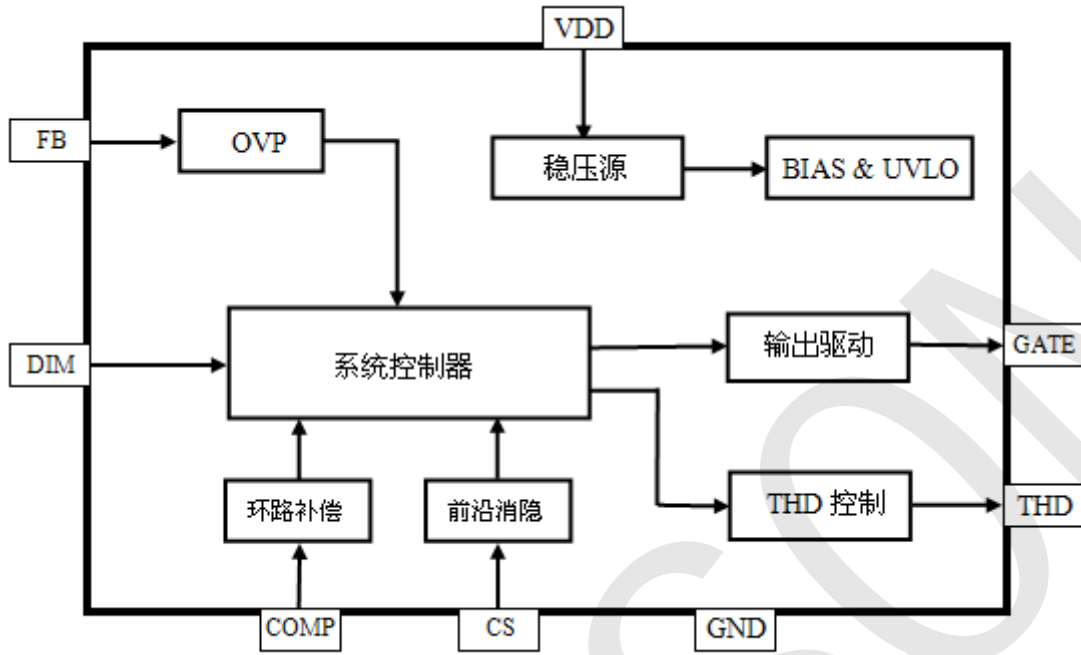 VDD
FB
OVP
稳压源
BIAS & UVLO
DIM
系统控制器
输出驱动
GATE
环路补偿
前沿消隐
THD 控制
THD
COMP
CS
GND